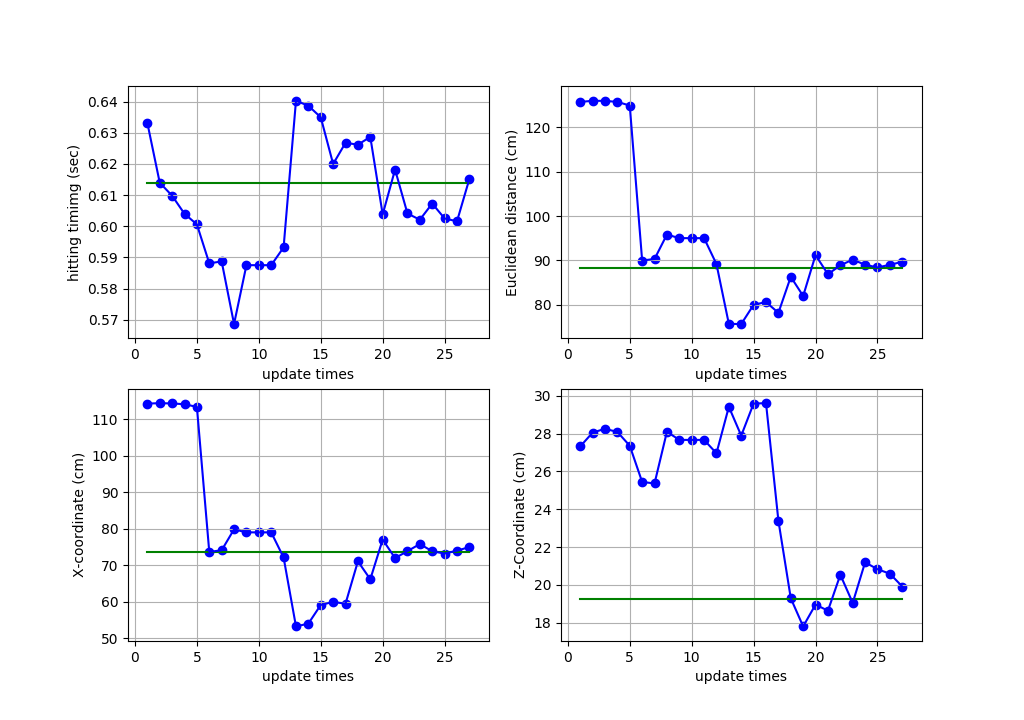 hitting timimg (sec)
0.64
0.63
0.62
0.61
0.60
0.59
0.58
0.57
0 5 10 15 20 25
update times
Euclidean distance (cm)
120
110
100
90
80
0 5 10 15 20 25
update times
X-coordinate (cm)
110
100
90
80
70
60
50
0 5 10 15 20 25
update times
Z-Coordinate (cm)
30
28
26
24
22
20
18
0 5 10 15 20 25
update times